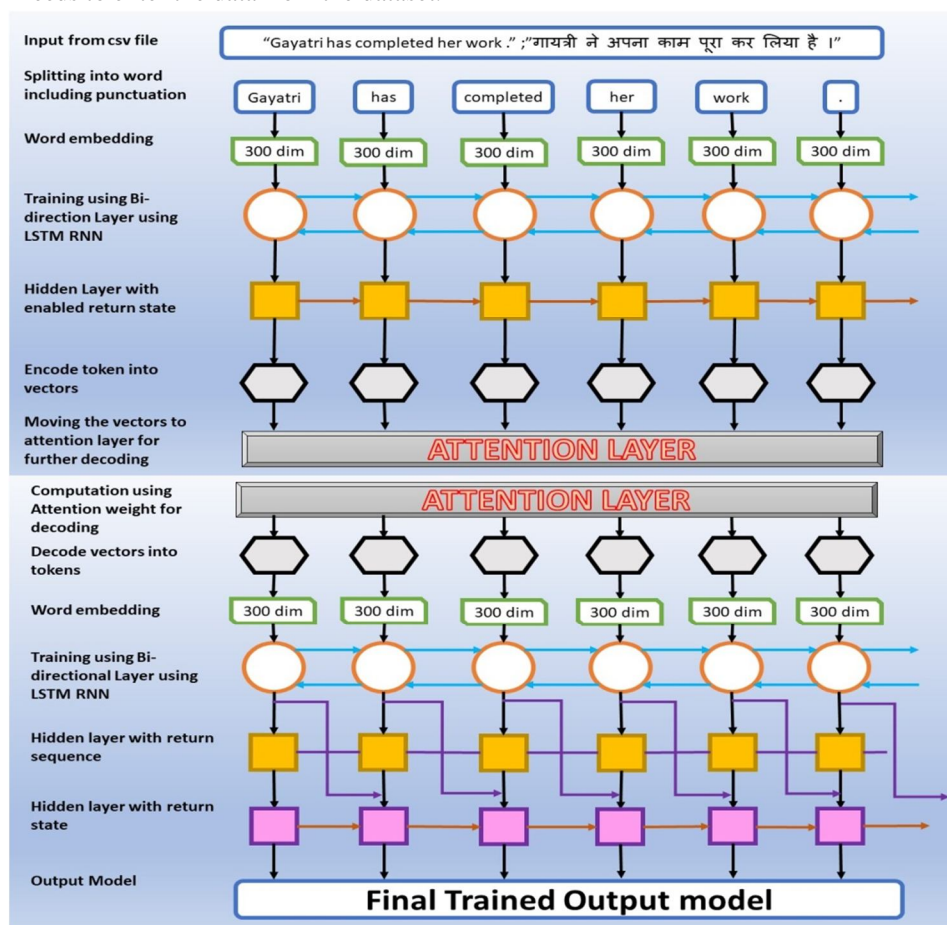 Input from csv file
"Gayatri has completed her work ." ;"गायत्री ने अपना काम पूरा कर लिया है ।"
Splitting into word
including punctuation
Gayatri has completed her work .
Word embedding
300 dim 300 dim 300 dim 300 dim 300 dim 300 dim
Training using Bi-
direction Layer using
LSTM RNN
Hidden Layer with
enabled return state
Encode token into
vectors
Moving the vectors to
attention layer for
further decoding
ATTENTION LAYER
Computation using
Attention weight for
decoding
ATTENTION LAYER
Decode vectors into
tokens
Word embedding
300 dim 300 dim 300 dim 300 dim 300 dim 300 dim
Training using Bi-
directional Layer using
LSTM RNN
Hidden layer with return
sequence
Hidden layer with return
state
Output Model
Final Trained Output model